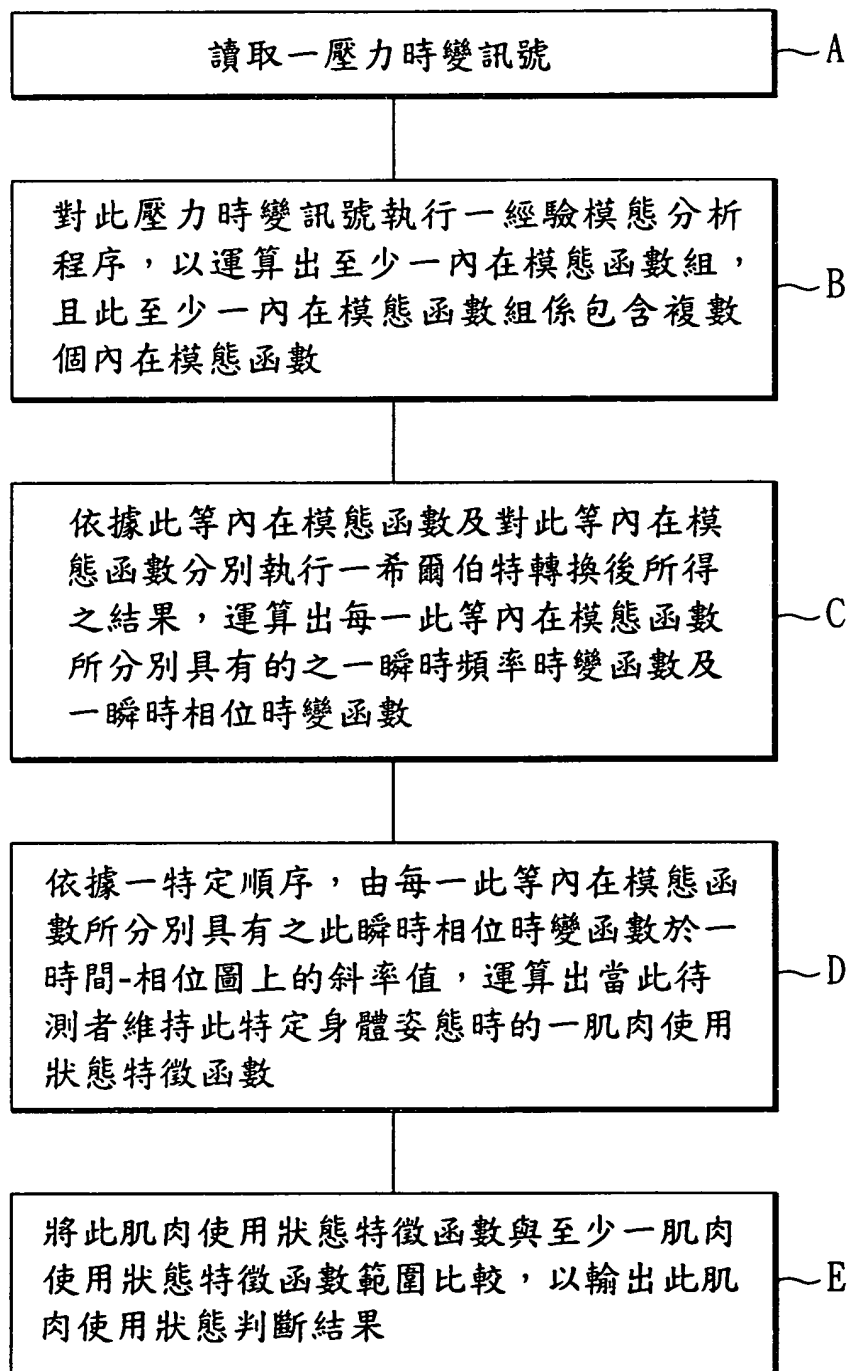 讀取一壓力時變訊號
A
對此壓力時變訊號執行一經驗模態分析
程序，以運算出至少一內在模態函數組，
且此至少一內在模態函數組係包含複數
個內在模態函數
B
依據此等內在模態函數及對此等內在模
態函數分別執行一希爾伯特轉換後所得
之結果，運算出每一此等內在模態函數
所分別具有的之一瞬時頻率時變函數及
一瞬時相位時變函數
C
依據一特定順序，由每一此等內在模態函
數所分別具有之此瞬時相位時變函數於一
時間-相位圖上的斜率值，運算出當此待
測者維持此特定身體姿態時的一肌肉使用
狀態特徵函數
D
將此肌肉使用狀態特徵函數與至少一肌肉
使用狀態特徵函數範圍比較，以輸出此肌
肉使用狀態判斷結果
E